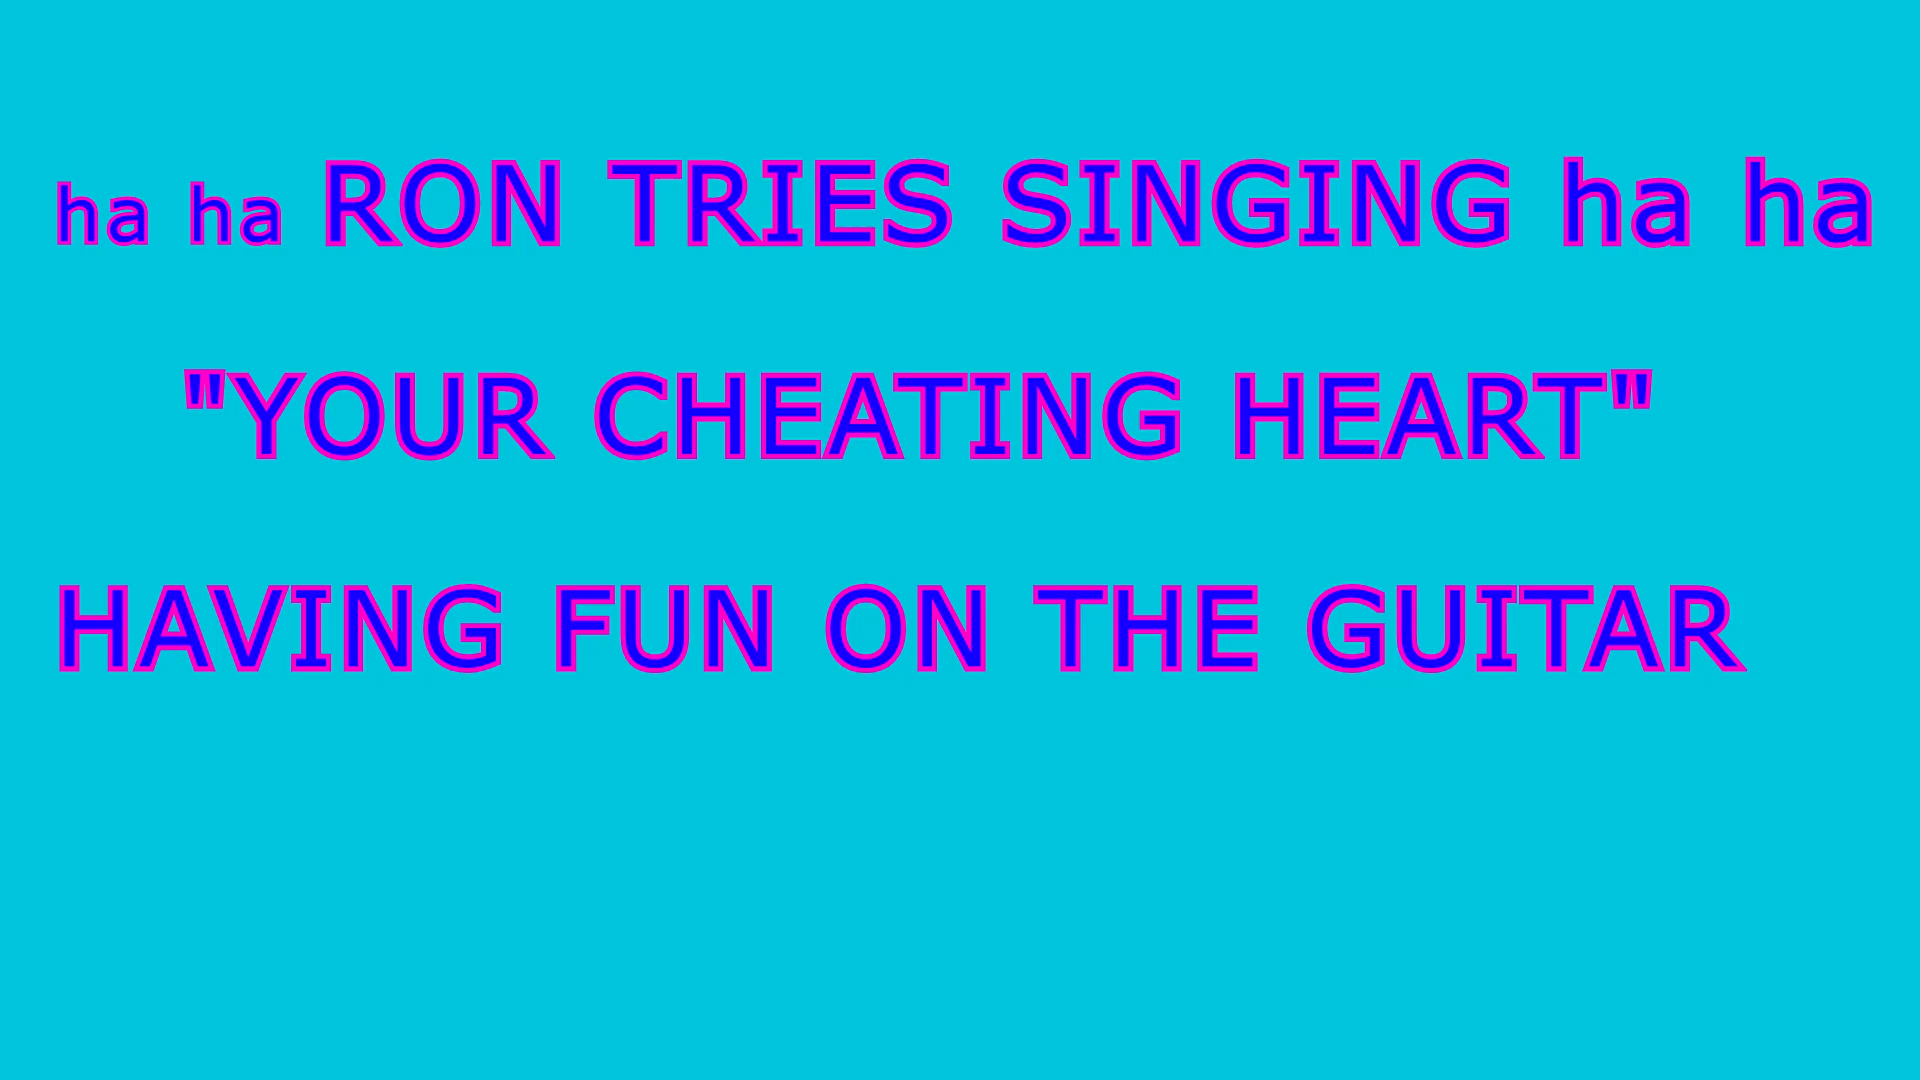 ha ha RON TRIES SINGING ha ha
"YOUR CHEATING HEART"
HAVING FUN ON THE GUITAR